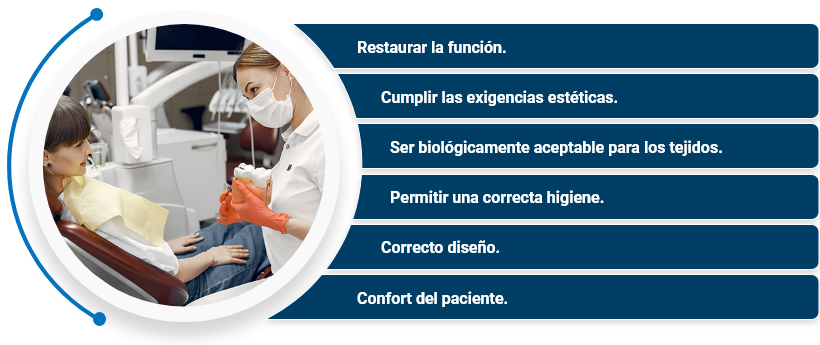 Restaurar la función.
Cumplir las exigencias estéticas.
Ser biológicamente aceptable para los tejidos.
Permitir una correcta higiene.
Correcto diseño.
Confort del paciente.